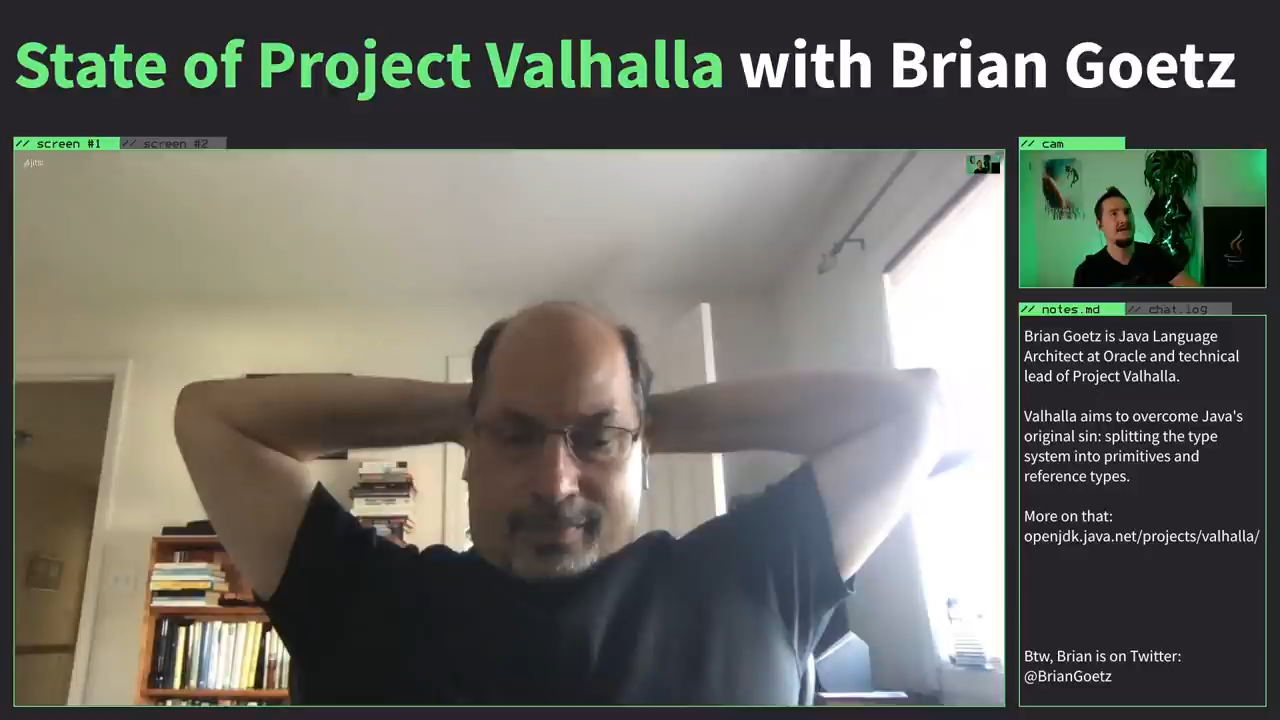 State of Project Valhalla with Brian Goetz
// screen #1
// screen #2
jitsi
// cam
// notes.md
// chat.log
Brian Goetz is Java Language
Architect at Oracle and technical
lead of Project Valhalla.
Valhalla aims to overcome Java's
original sin: splitting the type
system into primitives and
reference types.
More on that:
openjdk.java.net/projects/valhalla/
Btw, Brian is on Twitter:
@BrianGoetz